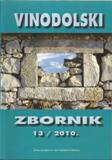 VINODOLSKI
ZBORNIK
13 / 2010.